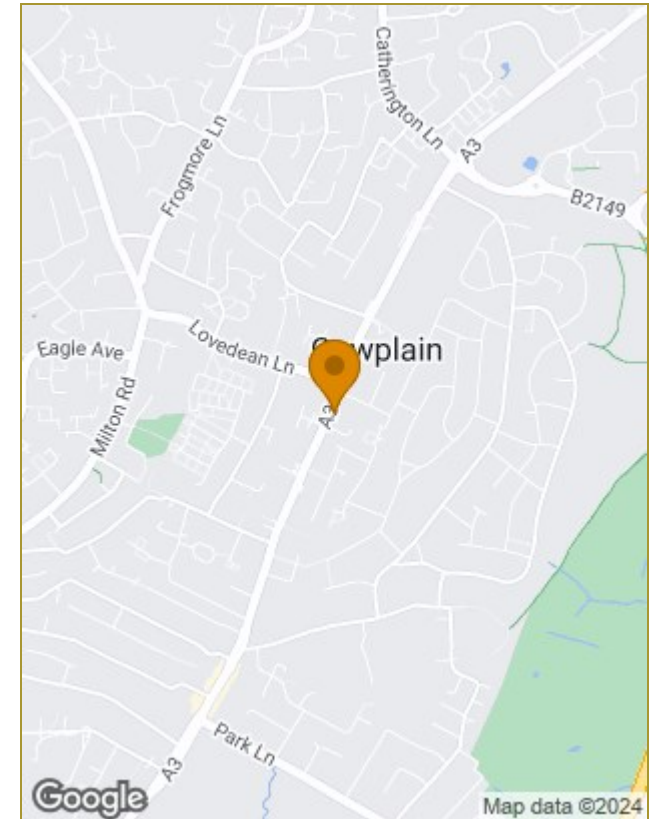 Catherington Ln
A3
Frogmore Ln
B2149
Eagle Ave
Lovedean Ln
wplain
A3
Milton Rd
Park Ln
A3
Google
Map data ©2024